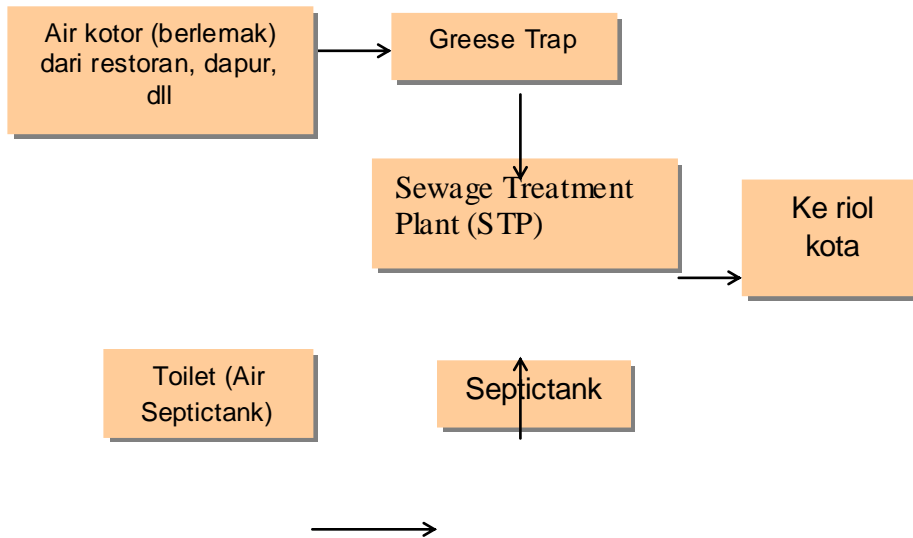 Air kotor (berlemak)
dari restoran, dapur,
dll
Greese Trap
Sewage Treatment
Plant (STP)
Ke riol
kota
Toilet (Air
Septictank)
Septictank